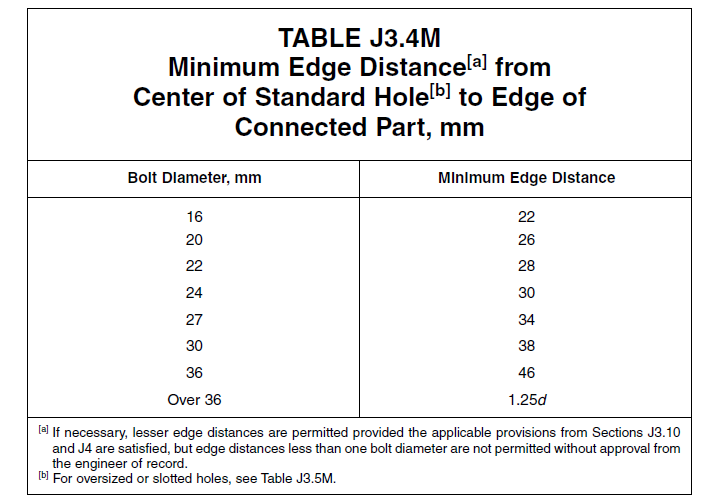 TABLE J3.4M
Minimum Edge Distance[a] from
Center of Standard Hole[b] to Edge of
Connected Part, mm
Bolt Diameter, mm Minimum Edge Distance
16 22
20 26
22 28
24 30
27 34
30 38
36 46
Over 36 1.25d
[a] If necessary, lesser edge distances are permitted provided the applicable provisions from Sections J3.10
and J4 are satisfied, but edge distances less than one bolt diameter are not permitted without approval from
the engineer of record.
[b] For oversized or slotted holes, see Table J3.5M.